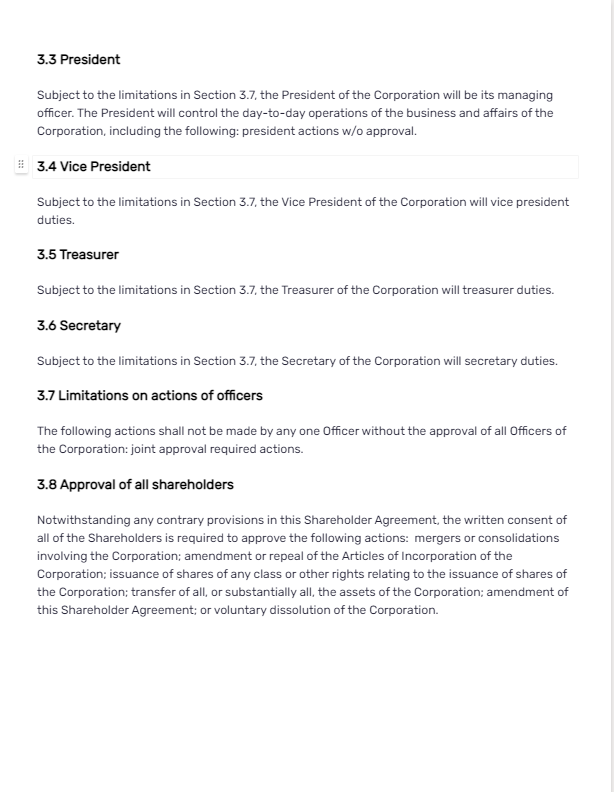 3.3 President
Subject to the limitations in Section 3.7, the President of the Corporation will be its managing
officer. The President will control the day-to-day operations of the business and affairs of the
Corporation, including the following: president actions w/o approval.
3.4 Vice President
Subject to the limitations in Section 3.7, the Vice President of the Corporation will vice president
duties.
3.5 Treasurer
Subject to the limitations in Section 3.7, the Treasurer of the Corporation will treasurer duties.
3.6 Secretary
Subject to the limitations in Section 3.7, the Secretary of the Corporation will secretary duties.
3.7 Limitations on actions of officers
The following actions shall not be made by any one Officer without the approval of all Officers of
the Corporation: joint approval required actions.
3.8 Approval of all shareholders
Notwithstanding any contrary provisions in this Shareholder Agreement, the written consent of
all of the Shareholders is required to approve the following actions:  mergers or consolidations
involving the Corporation; amendment or repeal of the Articles of Incorporation of the
Corporation; issuance of shares of any class or other rights relating to the issuance of shares of
the Corporation; transfer of all, or substantially all, the assets of the Corporation; amendment of
this Shareholder Agreement; or voluntary dissolution of the Corporation.